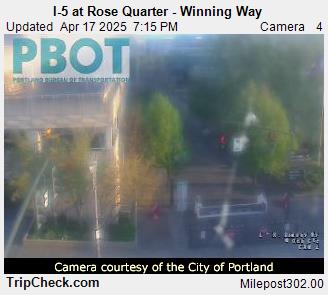 I-5 at Rose Quarter - Winning Way
Updated Apr 17 2025 7:15 PM Camera 4
PBOT
PORTLAND BUREAU OF TRANSPORTATION
Camera courtesy of the City of Portland
TripCheck.com Milepost302.00